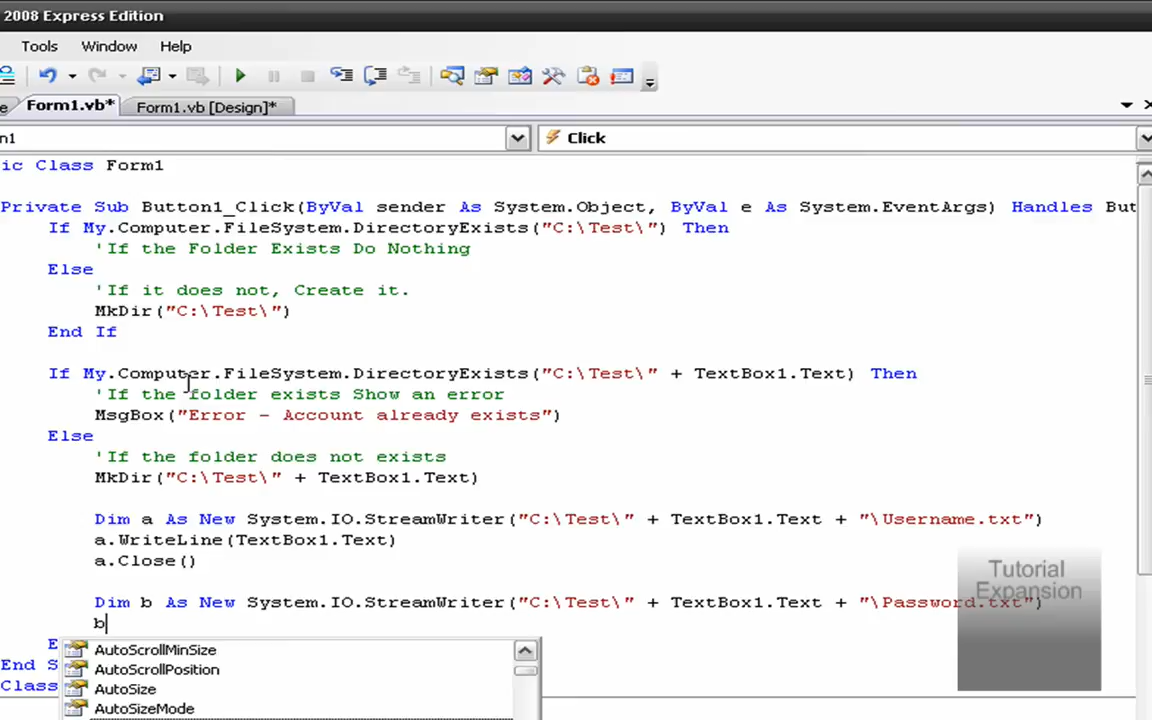 2008 Express Edition
Tools Window Help
Form1.vb* Form1.vb [Design]*
n1 Click
ic Class Form1
Private Sub Button1_Click(ByVal sender As System.Object, ByVal e As System.EventArgs) Handles But
If My.Computer.FileSystem.DirectoryExists("C:\Test\") Then
'If the Folder Exists Do Nothing
Else
'If it does not, Create it.
MkDir("C:\Test\")
End If
If My.Computer.FileSystem.DirectoryExists("C:\Test\" + TextBox1.Text) Then
'If the folder exists Show an error
MsgBox("Error - Account already exists")
Else
'If the folder does not exists
MkDir("C:\Test\" + TextBox1.Text)
Dim a As New System.IO.StreamWriter("C:\Test\" + TextBox1.Text + "\Username.txt")
a.WriteLine(TextBox1.Text)
a.Close()
Dim b As New System.IO.StreamWriter("C:\Test\" + TextBox1.Text + "\Password.txt")
b
E
End S
Class
AutoScrollMinSize
AutoScrollPosition
AutoSize
AutoSizeMode
Tutorial
Expansion